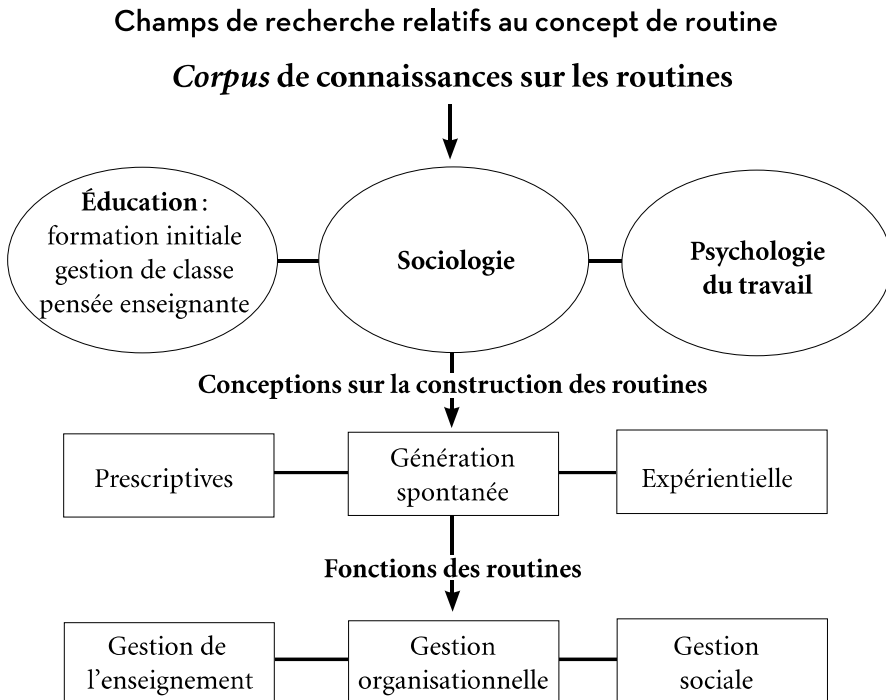 Champs de recherche relatifs au concept de routine
Corpus de connaissances sur les routines
Éducation :
formation initiale
gestion de classe
pensée enseignante
Sociologie
Psychologie
du travail
Conceptions sur la construction des routines
Prescriptives
Génération
spontanée
Expérientielle
Fonctions des routines
Gestion de
l’enseignement
Gestion
organisationnelle
Gestion
sociale